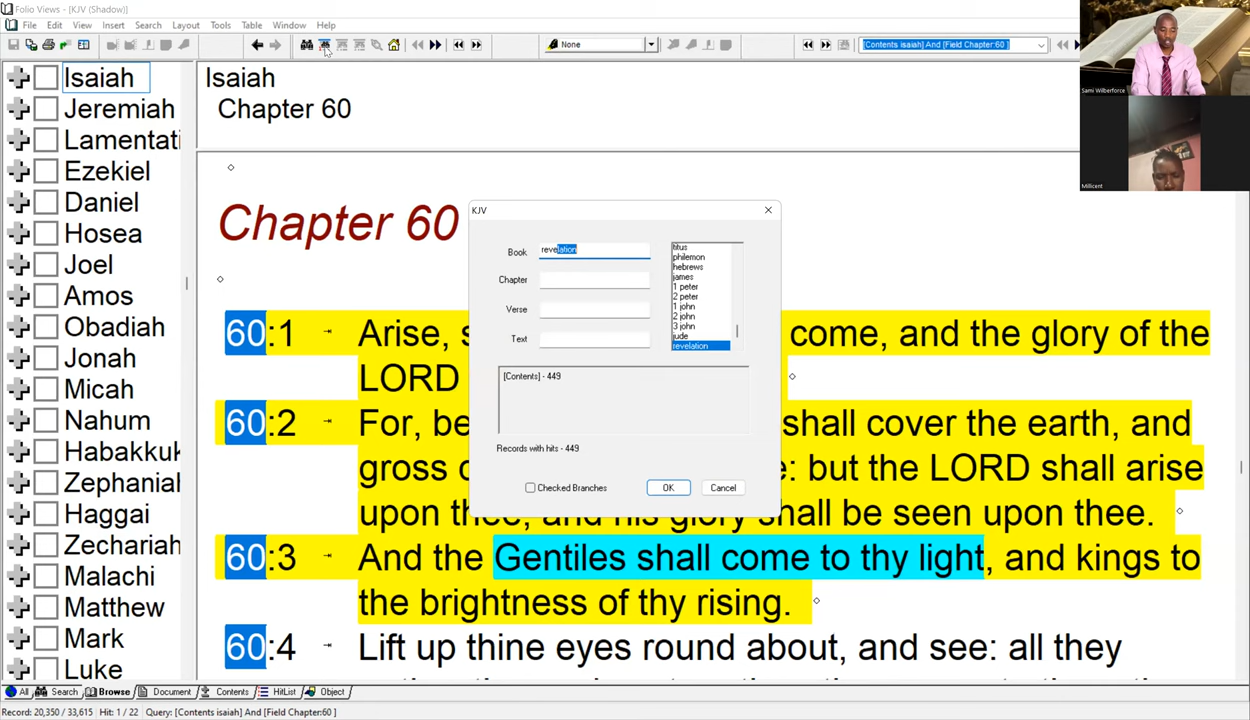 Folio Views - [KJV (Shadow)]
File Edit View Insert Search Layout Tools Table Window Help
None
[Contents isaiah] And [Field Chapter:60 ]
Isaiah
Jeremiah
Lamentati
Ezekiel
Daniel
Hosea
Joel
Amos
Obadiah
Jonah
Micah
Nahum
Habakkuk
Zephaniah
Haggai
Zechariah
Malachi
Matthew
Mark
Luke
Isaiah
Chapter 60
Chapter 60
60:1 Arise, s come, and the glory of the
LORD
60:2 For, be shall cover the earth, and
gross e: but the LORD shall arise
upon thee, and his glory shall be seen upon thee.
60:3 And the Gentiles shall come to thy light, and kings to
the brightness of thy rising.
60:4 Lift up thine eyes round about, and see: all they
KJV
Book revelation
Chapter
Verse
Text
titus
philemon
hebrews
james
1 peter
2 peter
1 john
2 john
3 john
jude
revelation
[Contents] - 449
Records with hits - 449
Checked Branches OK Cancel
Sami Wilberforce
Millicent
All Search Browse Document Contents HitList Object
Record: 20,350 / 33,615 Hit: 1 / 22 Query: [Contents isaiah] And [Field Chapter:60 ]